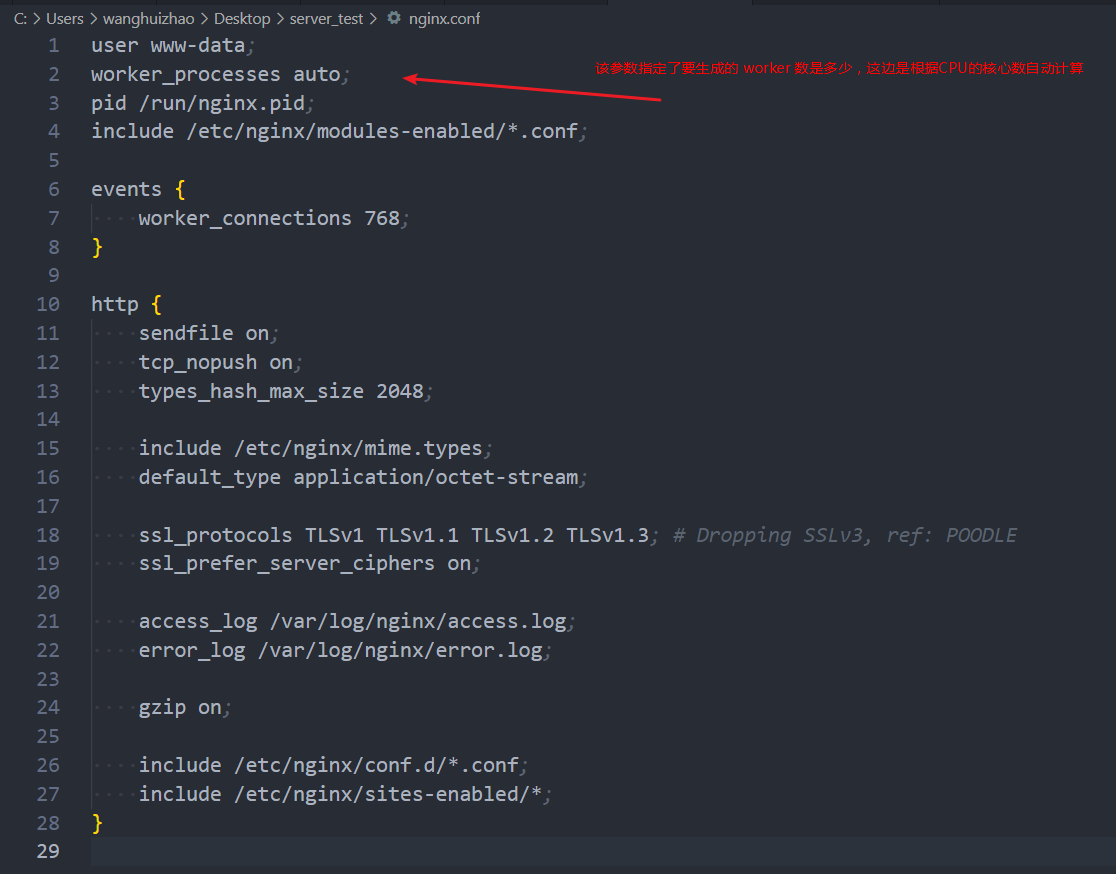 C: > Users > wanghuizhao > Desktop > server_test > nginx.conf
1 user www-data;
2 worker_processes auto;
该参数指定了要生成的 worker 数是多少，这边是根据CPU的核心数自动计算
3 pid /run/nginx.pid;
4 include /etc/nginx/modules-enabled/*.conf;
5
6 events {
7 worker_connections 768;
8 }
9
10 http {
11 sendfile on;
12 tcp_nopush on;
13 types_hash_max_size 2048;
14
15 include /etc/nginx/mime.types;
16 default_type application/octet-stream;
17
18 ssl_protocols TLSv1 TLSv1.1 TLSv1.2 TLSv1.3; # Dropping SSLv3, ref: POODLE
19 ssl_prefer_server_ciphers on;
20
21 access_log /var/log/nginx/access.log;
22 error_log /var/log/nginx/error.log;
23
24 gzip on;
25
26 include /etc/nginx/conf.d/*.conf;
27 include /etc/nginx/sites-enabled/*;
28 }
29